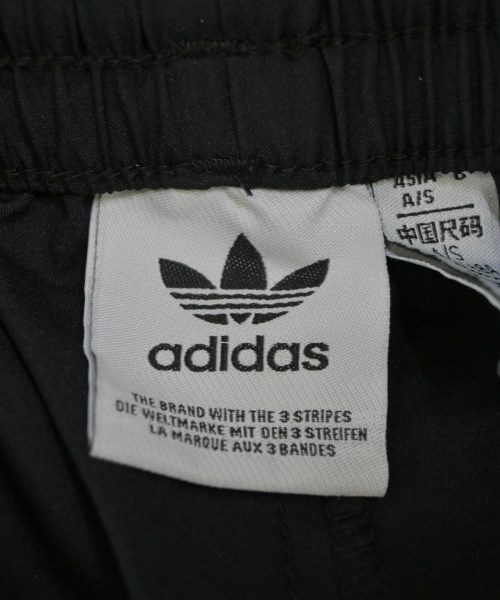 adidas
THE BRAND WITH THE 3 STRIPES
DIE WELTMARKE MIT DEN 3 STREIFEN
LA MARQUE AUX 3 BANDES
A/S
中国尺码
A/S